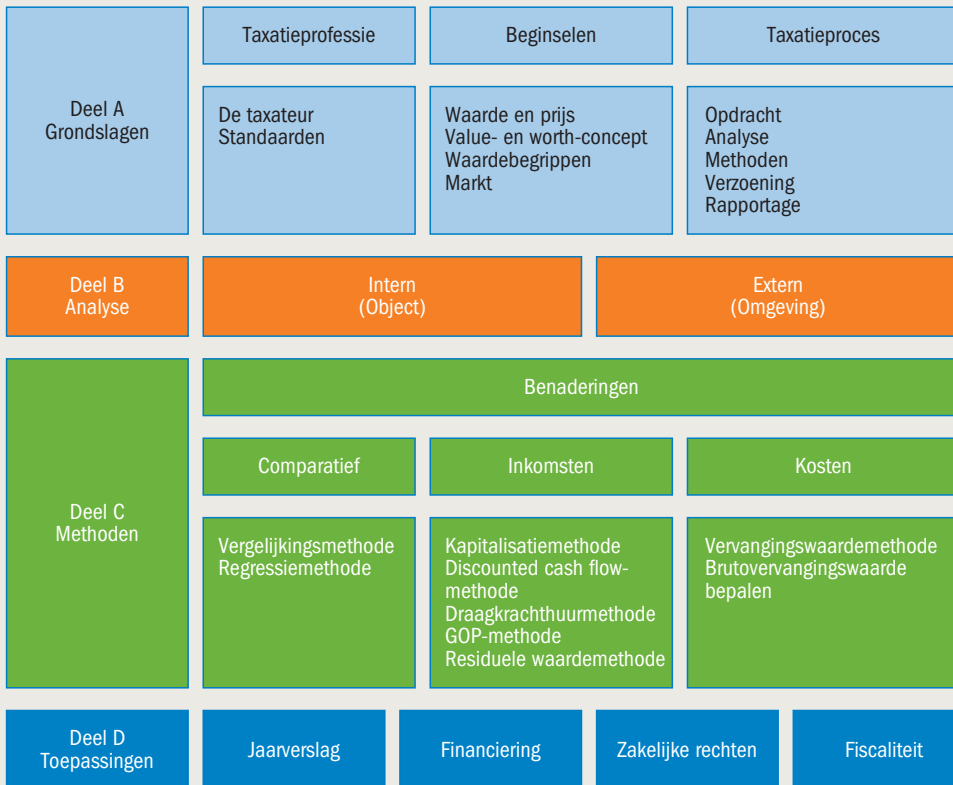 Deel A
Grondslagen
Taxatieprofessie
Beginselen
Taxatieproces
De taxateur
Standaarden
Waarde en prijs
Value- en worth-concept
Waardebegrippen
Markt
Opdracht
Analyse
Methoden
Verzoening
Rapportage
Deel B
Analyse
Intern
(Object)
Extern
(Omgeving)
Deel C
Methoden
Benaderingen
Comparatief
Inkomsten
Kosten
Vergelijkingsmethode
Regressiemethode
Kapitalisatiemethode
Discounted cash flow-
methode
Draagkrachthuurmethode
GOP-methode
Residuele waardemethode
Vervangingswaardemethode
Brutovervangingswaarde
bepalen
Deel D
Toepassingen
Jaarverslag
Financiering
Zakelijke rechten
Fiscaliteit